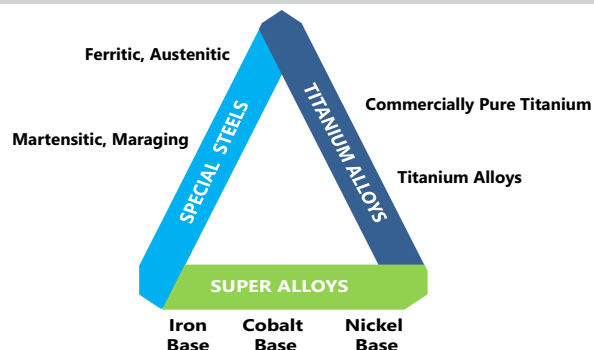 Ferritic, Austenitic
Commercially Pure Titanium
Martensitic, Maraging
Titanium Alloys
SPECIAL STEELS
TITANIUM ALLOYS
SUPER ALLOYS
Iron Base
Cobalt Base
Nickel Base